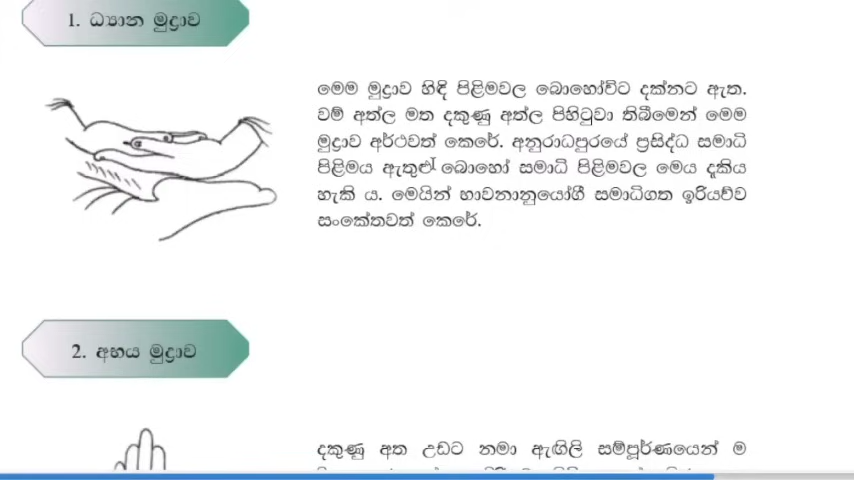 1. ධ්‍යාන මුද්‍රාව
මෙම මුද්‍රාව හිඳි පිළිමවල බොහෝවිට දක්නට ඇත.
වම් අත්ල මත දකුණු අත්ල පිහිටුවා තිබීමෙන් මෙම
මුද්‍රාව අර්ථවත් කෙරේ. අනුරාධපුරයේ ප්‍රසිද්ධ සමාධි
පිළිමය ඇතුළු බොහෝ සමාධි පිළිමවල මෙය දැකිය
හැකි ය. මෙයින් භාවනානුයෝගී සමාධිගත ඉරියව්ව
සංකේතවත් කෙරේ.
2. අභය මුද්‍රාව
දකුණු අත උඩට නමා ඇඟිලි සම්පූර්ණයෙන් ම